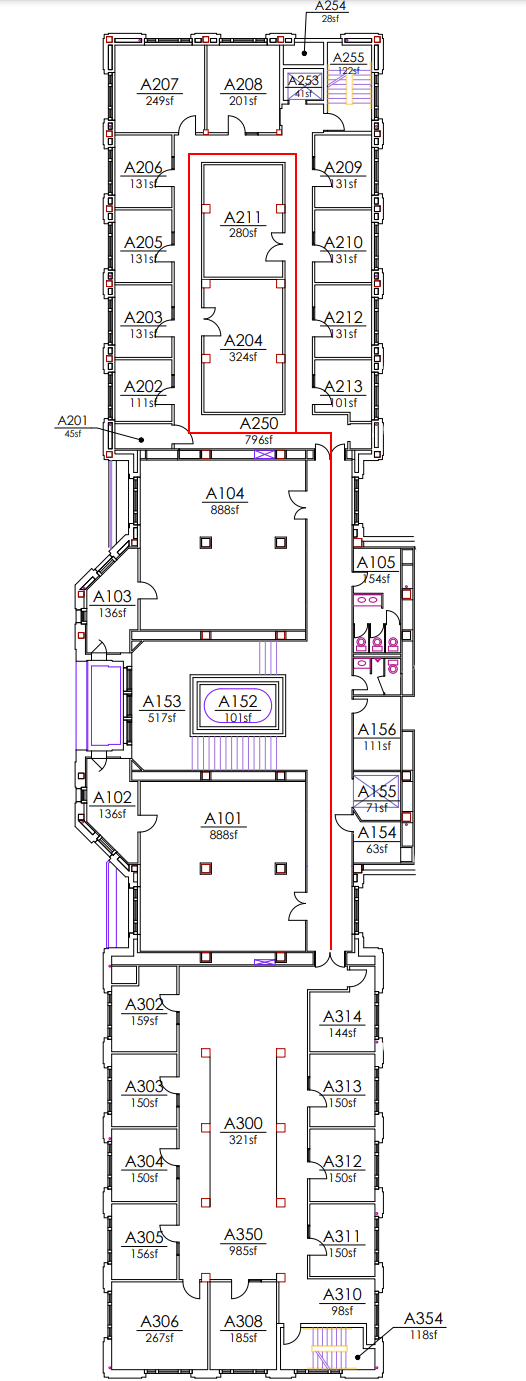 A254
28sf
A255
122sf
A207
249sf
A208
201sf
A253
41sf
A206
131sf
A209
131sf
A211
280sf
A205
131sf
A210
131sf
A203
131sf
A204
324sf
A212
131sf
A202
111sf
A213
101sf
A201
45sf
A250
796sf
A104
888sf
A105
154sf
A103
136sf
A153
517sf
A152
101sf
A156
111sf
A102
136sf
A155
71sf
A101
888sf
A154
63sf
A302
159sf
A314
144sf
A303
150sf
A313
150sf
A300
321sf
A304
150sf
A312
150sf
A305
156sf
A350
985sf
A311
150sf
A310
98sf
A306
267sf
A308
185sf
A354
118sf